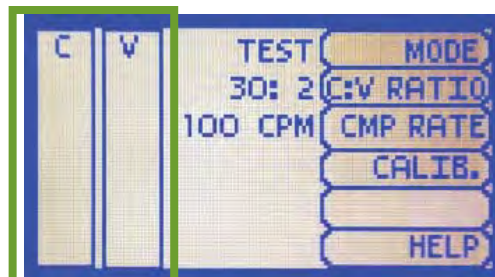 C V TEST MODE
30: 2 C:V RATIO
100 CPM CMP RATE
CALIB.
HELP